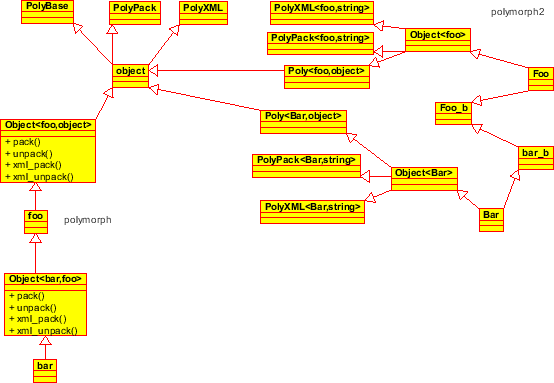 PolyBase
PolyPack
PolyXML
PolyXML<foo,string>
polymorph2
PolyPack<foo,string>
Object<foo>
object
Poly<foo,object>
Foo
Object<foo,object>
+ pack()
+ unpack()
+ xml_pack()
+ xml_unpack()
Poly<Bar,object>
Foo_b
PolyPack<Bar,string>
bar_b
Object<Bar>
PolyXML<Bar,string>
foo
polymorph
Bar
Object<bar,foo>
+ pack()
+ unpack()
+ xml_pack()
+ xml_unpack()
bar